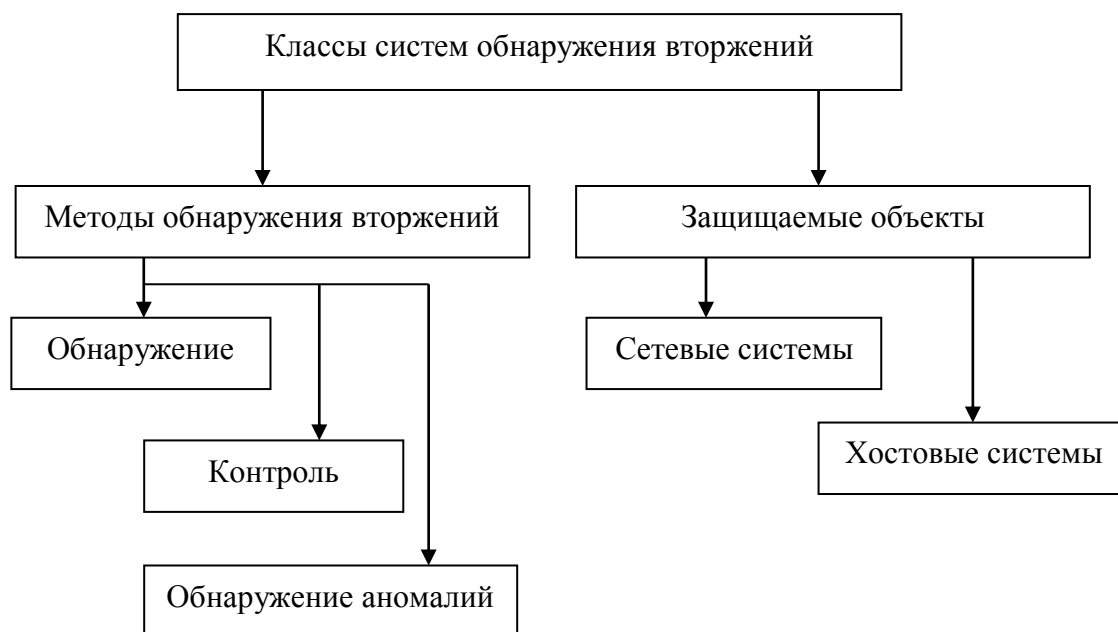 Классы систем обнаружения вторжений
Методы обнаружения вторжений
Защищаемые объекты
Обнаружение
Сетевые системы
Контроль
Хостовые системы
Обнаружение аномалий